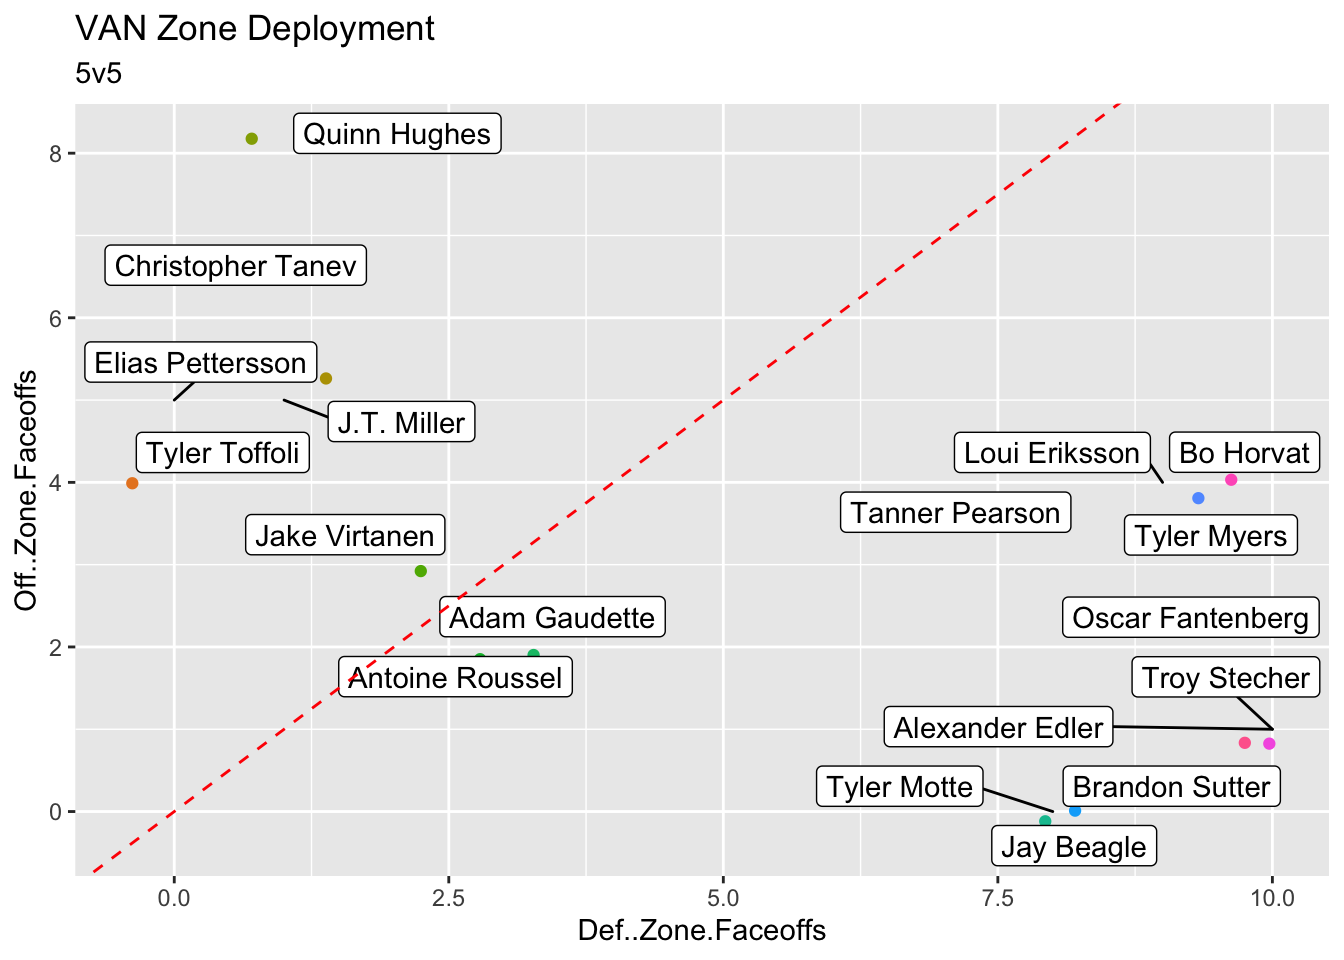 VAN Zone Deployment
5v5
Off..Zone.Faceoffs
8
6
4
2
0
Quinn Hughes
Christopher Tanev
Elias Pettersson
J.T. Miller
Tyler Toffoli
Loui Eriksson
Bo Horvat
Tanner Pearson
Jake Virtanen
Tyler Myers
Adam Gaudette
Oscar Fantenberg
Antoine Roussel
Troy Stecher
Alexander Edler
Tyler Motte
Brandon Sutter
Jay Beagle
0.0
2.5
5.0
7.5
10.0
Def..Zone.Faceoffs